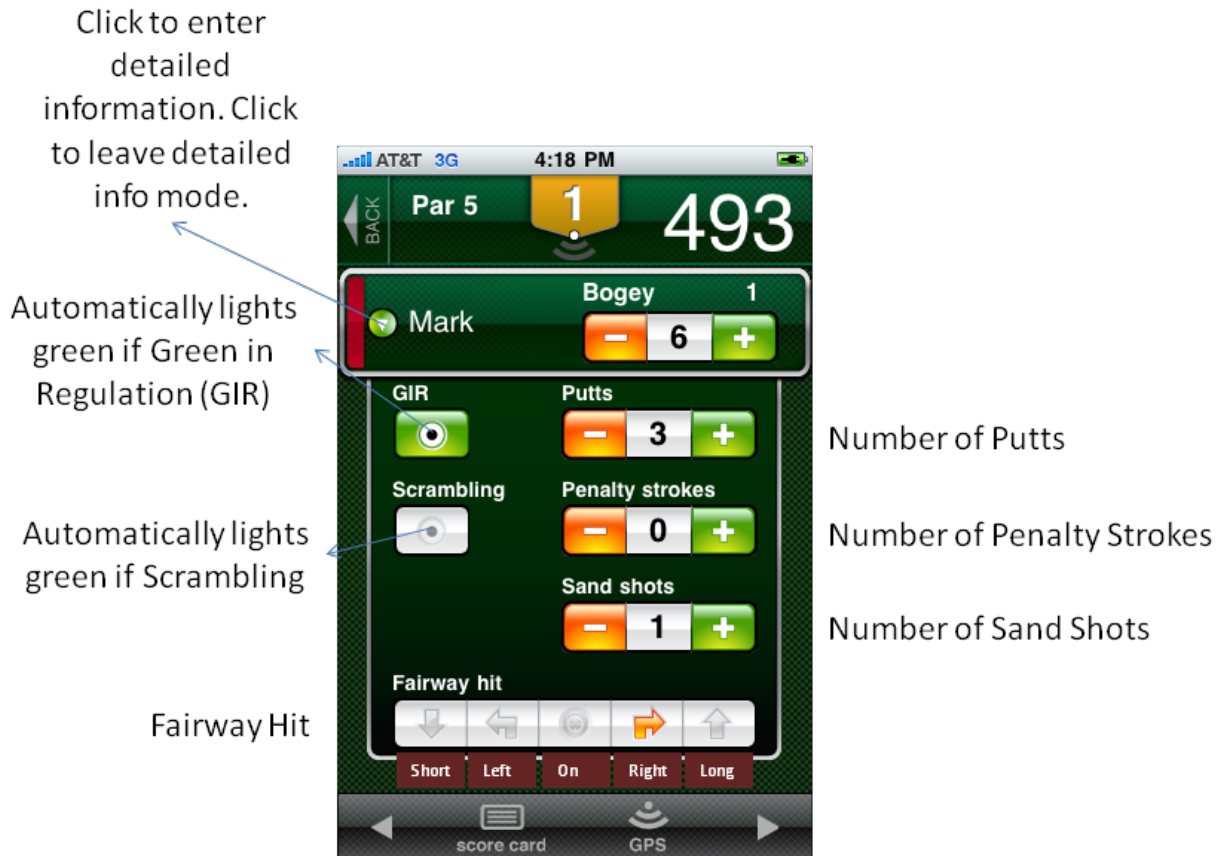 Click to enter
detailed
information. Click
to leave detailed
info mode.
Automatically lights
green if Green in
Regulation (GIR)
Automatically lights
green if Scrambling
Fairway Hit
AT&T 3G 4:18 PM
BACK
Par 5
1
493
Mark
Bogey 1
6
GIR
Putts
3
Scrambling
Penalty strokes
0
Sand shots
1
Fairway hit
Short Left On Right Long
score card
GPS
Number of Putts
Number of Penalty Strokes
Number of Sand Shots